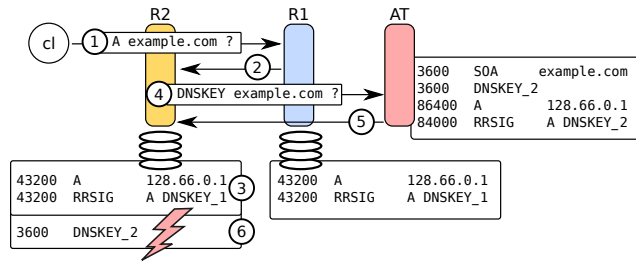 R2 R1 AT
cl 1 A example.com ?
2
4 DNSKEY example.com ?
5
3600 SOA example.com
3600 DNSKEY_2
86400 A 128.66.0.1
84000 RRSIG A DNSKEY_2
43200 A 128.66.0.1
43200 RRSIG A DNSKEY_1
3
3600 DNSKEY_2
6
43200 A 128.66.0.1
43200 RRSIG A DNSKEY_1